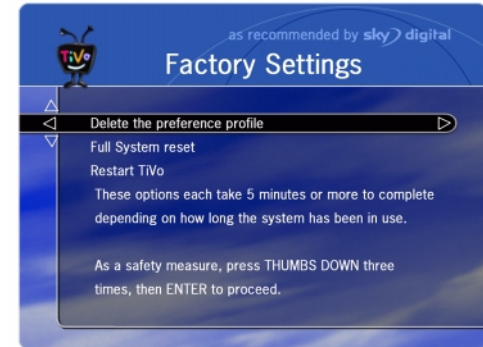 as recommended by sky digital
TiVo
Factory Settings
Delete the preference profile
Full System reset
Restart TiVo
These options each take 5 minutes or more to complete
depending on how long the system has been in use.
As a safety measure, press THUMBS DOWN three
times, then ENTER to proceed.